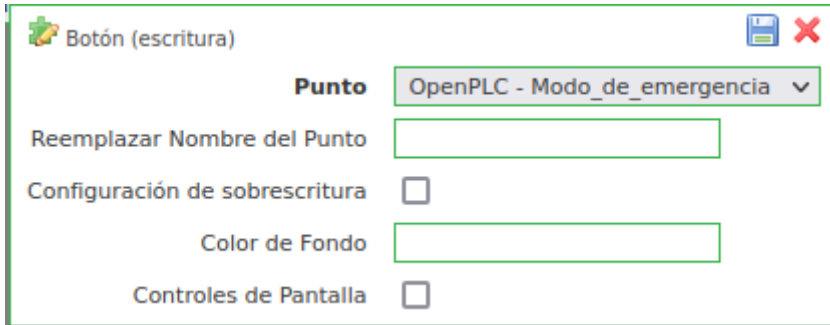 Botón (escritura)
Punto OpenPLC - Modo_de_emergencia
Reemplazar Nombre del Punto
Configuración de sobrescritura
Color de Fondo
Controles de Pantalla